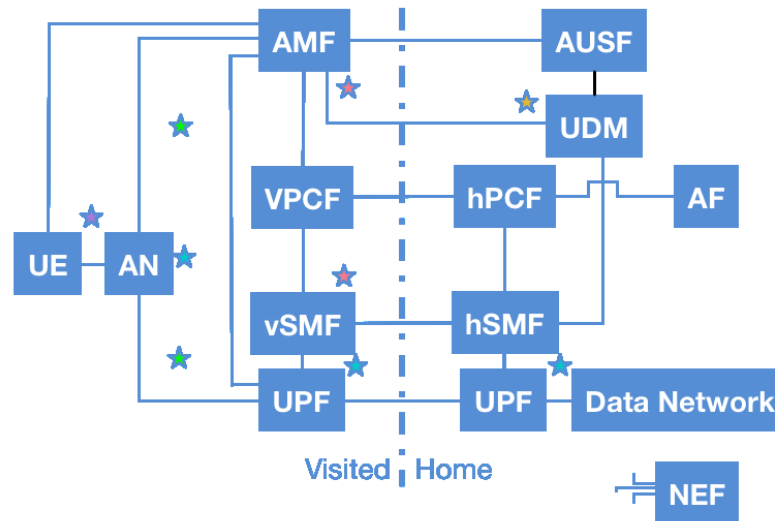 AMF
AUSF
UDM
VPCF
hPCF
AF
UE
AN
vSMF
hSMF
UPF
UPF
Data Network
Visited
Home
NEF